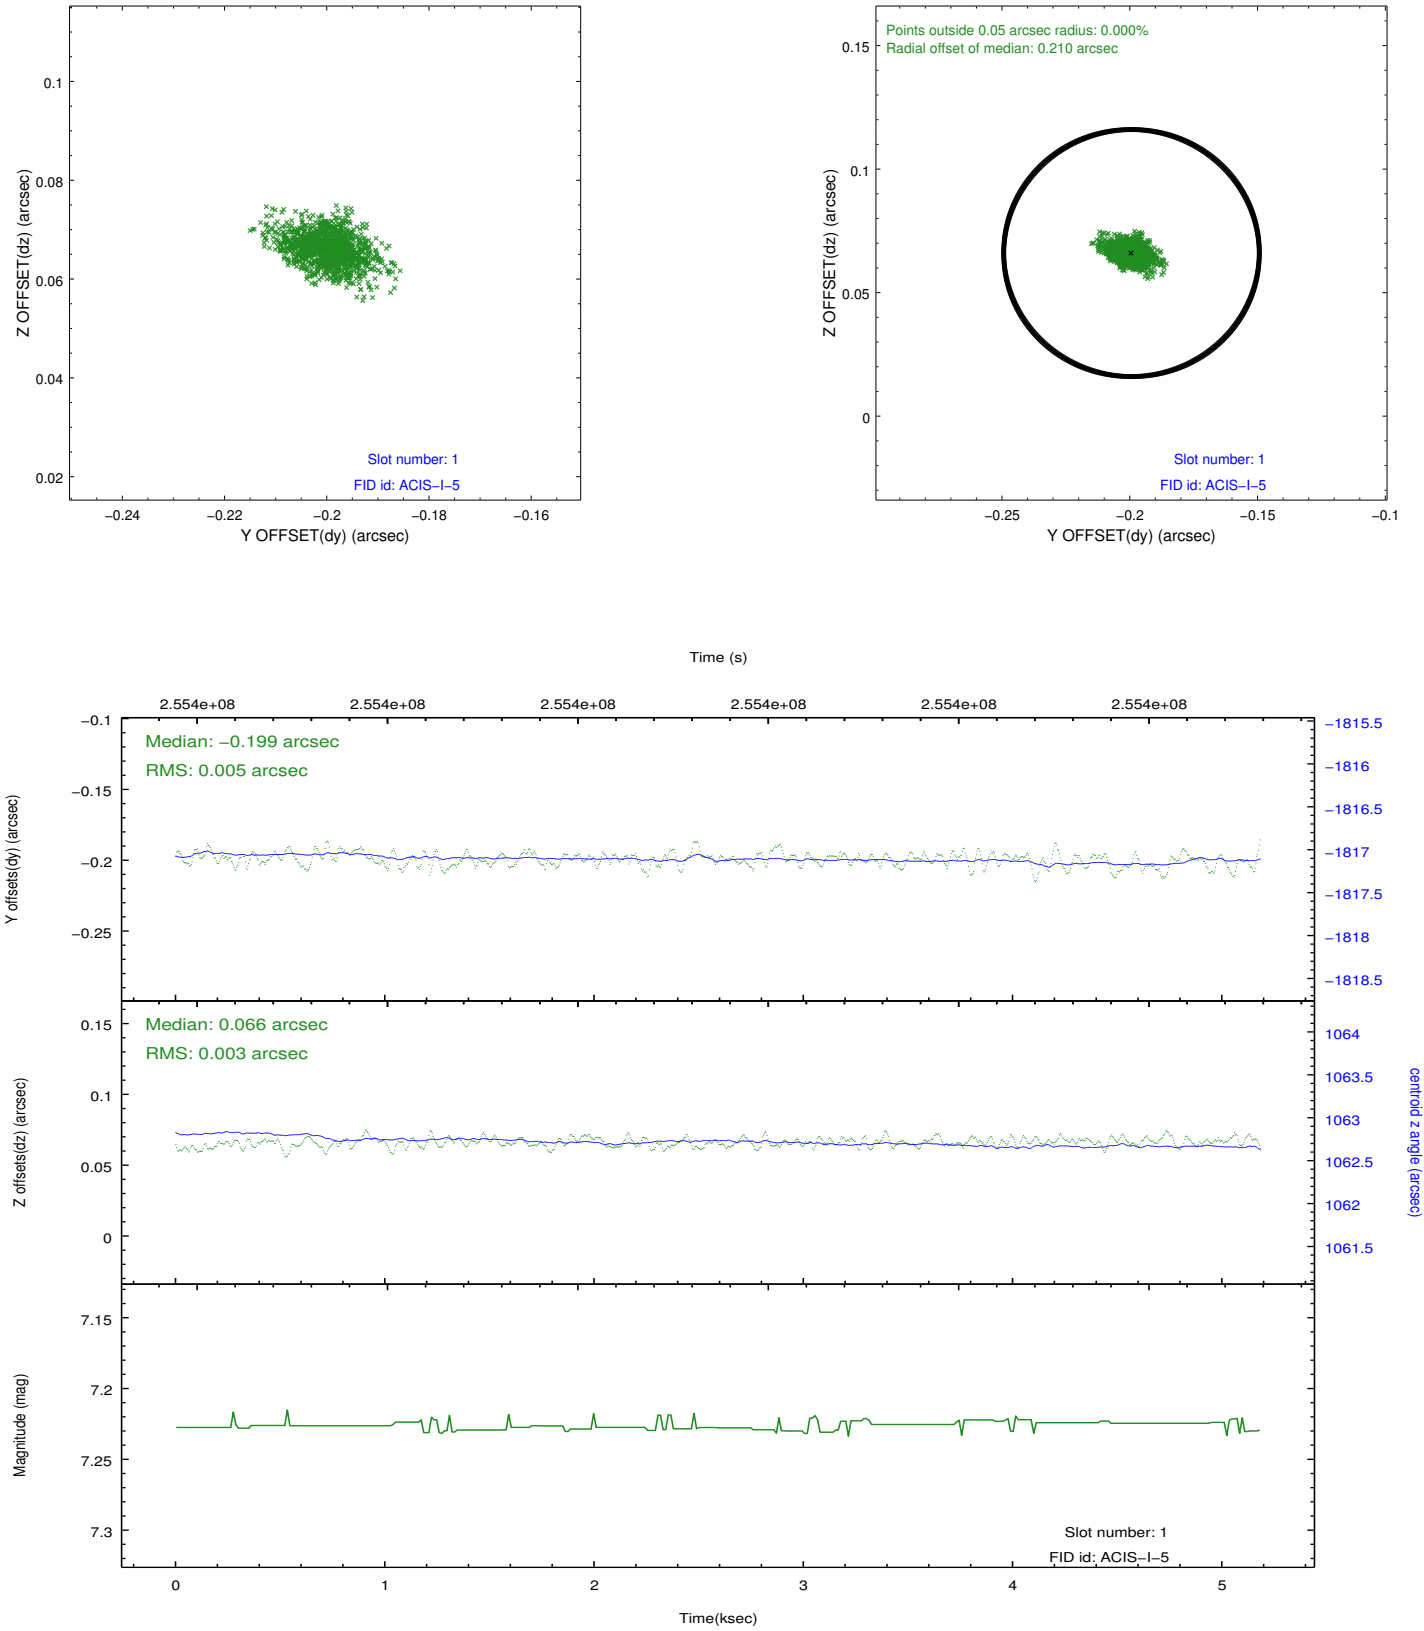 0.1
0.08
0.06
0.04
0.02
Z OFFSET(dz) (arcsec)
−0.24 −0.22 −0.2 −0.18 −0.16
Y OFFSET(dy) (arcsec)
Slot number: 1
FID id: ACIS−I−5
Points outside 0.05 arcsec radius: 0.000%
Radial offset of median: 0.210 arcsec
0.15
0.1
0.05
0
Z OFFSET(dz) (arcsec)
−0.25 −0.2 −0.15 −0.1
Y OFFSET(dy) (arcsec)
Slot number: 1
FID id: ACIS−I−5
Time (s)
2.554e+08 2.554e+08 2.554e+08 2.554e+08 2.554e+08 2.554e+08
Median: −0.199 arcsec
RMS: 0.005 arcsec
−0.1
−0.15
−0.2
−0.25
Y offsets(dy) (arcsec)
−1815.5
−1816
−1816.5
−1817
−1817.5
−1818
−1818.5
Median: 0.066 arcsec
RMS: 0.003 arcsec
0.15
0.1
0.05
0
Z offsets(dz) (arcsec)
1064
1063.5
1063
1062.5
1062
1061.5
centroid z angle (arcsec)
7.15
7.2
7.25
7.3
Magnitude (mag)
Slot number: 1
FID id: ACIS−I−5
0 1 2 3 4 5
Time(ksec)